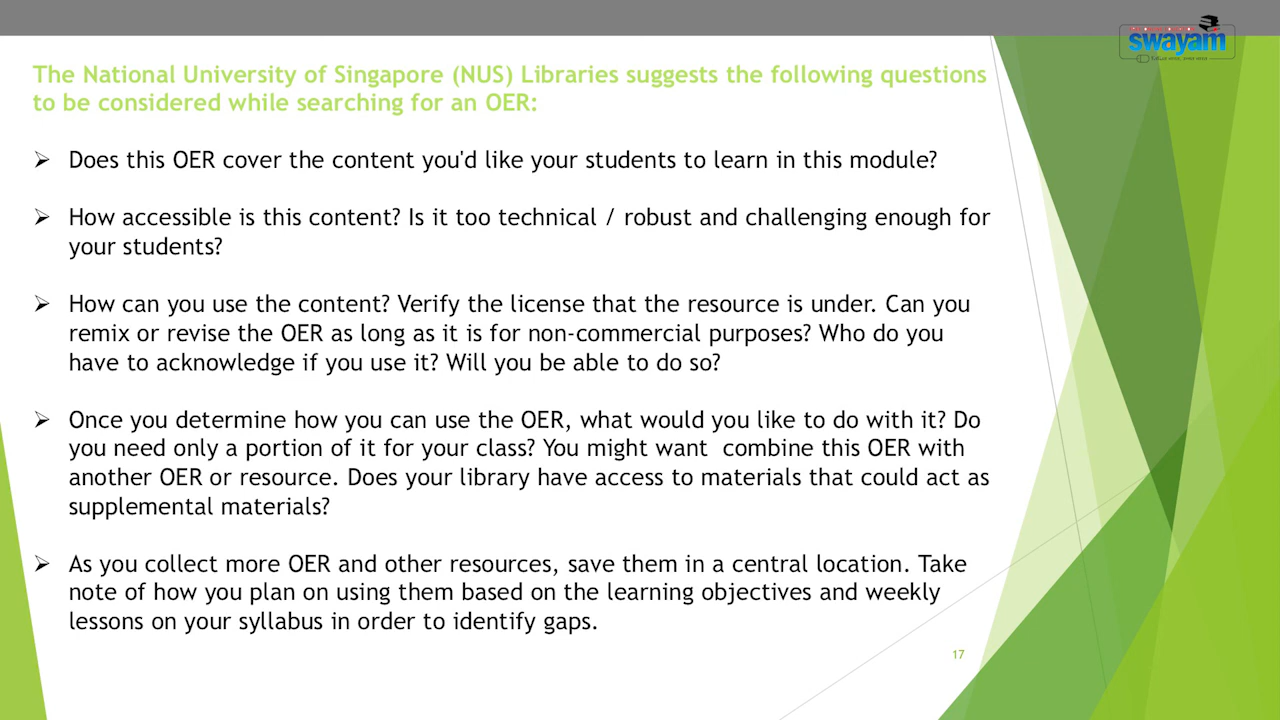 swayam
The National University of Singapore (NUS) Libraries suggests the following questions
to be considered while searching for an OER:
➢ Does this OER cover the content you'd like your students to learn in this module?
➢ How accessible is this content? Is it too technical / robust and challenging enough for
your students?
➢ How can you use the content? Verify the license that the resource is under. Can you
remix or revise the OER as long as it is for non-commercial purposes? Who do you
have to acknowledge if you use it? Will you be able to do so?
➢ Once you determine how you can use the OER, what would you like to do with it? Do
you need only a portion of it for your class? You might want  combine this OER with
another OER or resource. Does your library have access to materials that could act as
supplemental materials?
➢ As you collect more OER and other resources, save them in a central location. Take
note of how you plan on using them based on the learning objectives and weekly
lessons on your syllabus in order to identify gaps.
17